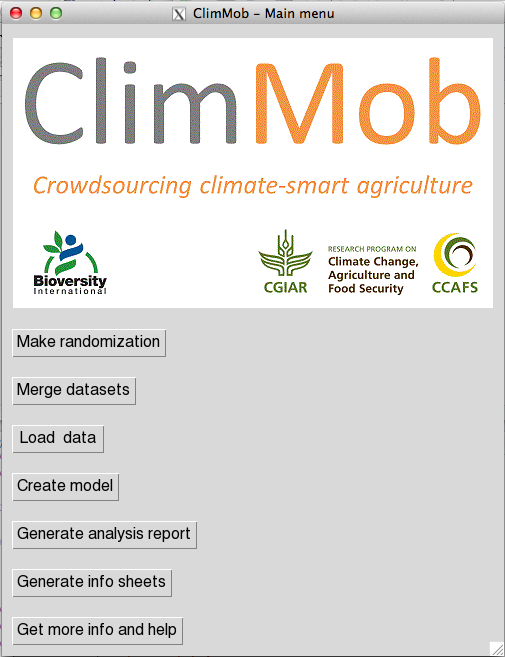 ClimMob – Main menu
ClimMob
Crowdsourcing climate-smart agriculture
Bioversity
International
CGIAR
RESEARCH PROGRAM ON
Climate Change,
Agriculture and
Food Security
CCAFS
Make randomization
Merge datasets
Load data
Create model
Generate analysis report
Generate info sheets
Get more info and help